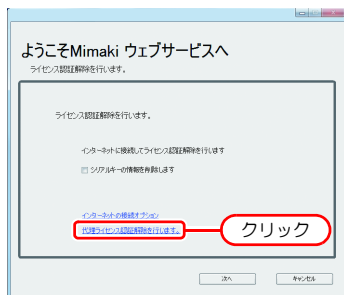 ようこそMimaki ウェブサービスへ
ライセンス認証解除を行います。
ライセンス認証解除を行います。
インターネットに接続してライセンス認証解除を行います
シリアルキーの情報を削除します
インターネットの接続オプション
代理ライセンス認証解除を行います。
クリック
次へ
キャンセル